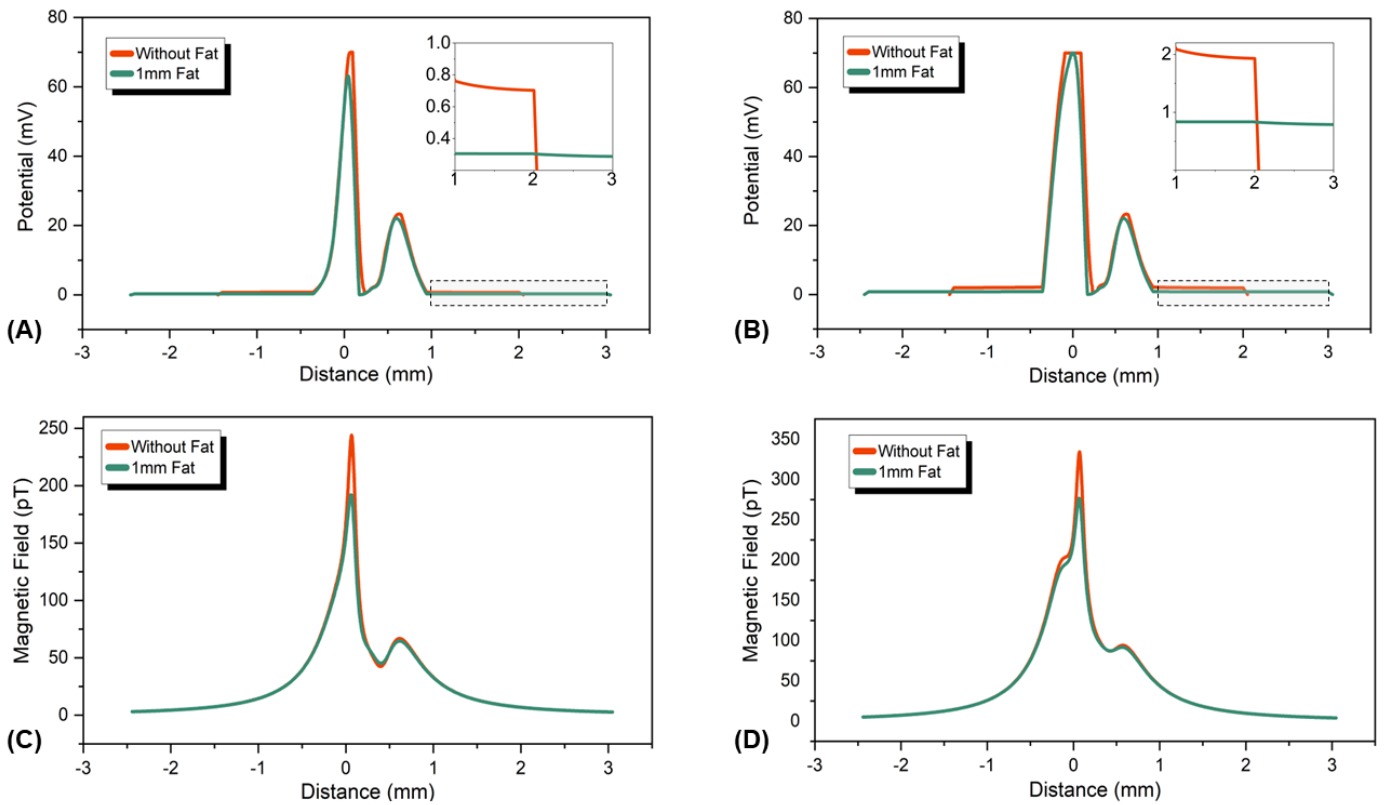 80
60
40
20
0
Potential (mV)
Without Fat
1mm Fat
1.0
0.8
0.6
0.4
1 2 3
-3 -2 -1 0 1 2 3
Distance (mm)
(A)
80
60
40
20
0
Potential (mV)
Without Fat
1mm Fat
2
1
1 2 3
-3 -2 -1 0 1 2 3
Distance (mm)
(B)
250
200
150
100
50
0
Magnetic Field (pT)
Without Fat
1mm Fat
-3 -2 -1 0 1 2 3
Distance (mm)
(C)
350
300
250
200
150
100
50
0
Magnetic Field (pT)
Without Fat
1mm Fat
-3 -2 -1 0 1 2 3
Distance (mm)
(D)